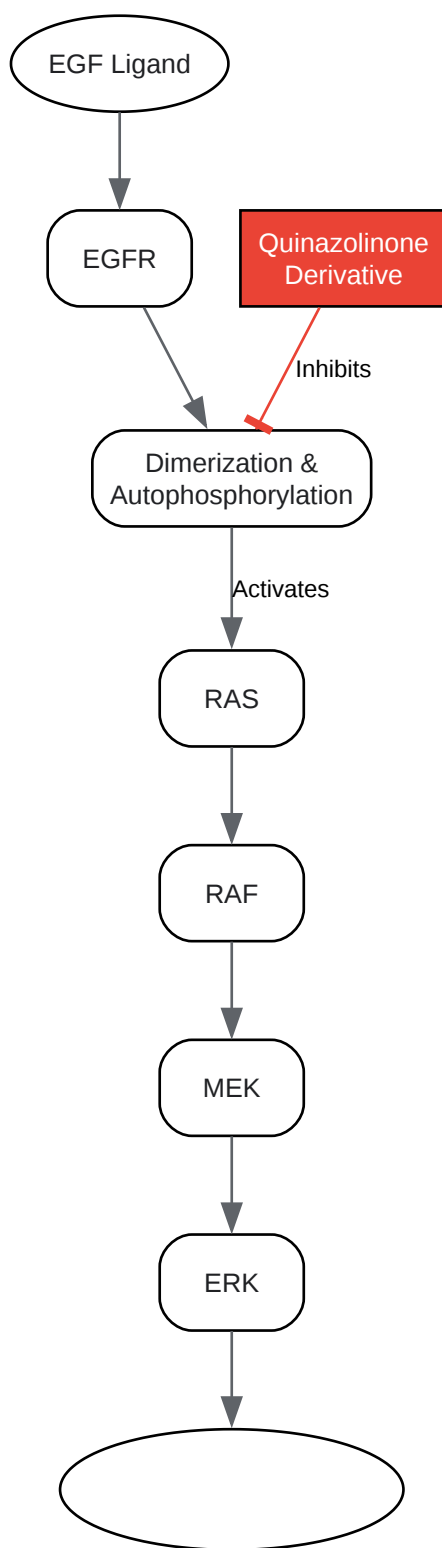 EGF Ligand
EGFR
Quinazolinone
Derivative
Inhibits
Dimerization &
Autophosphorylation
Activates
RAS
RAF
MEK
ERK